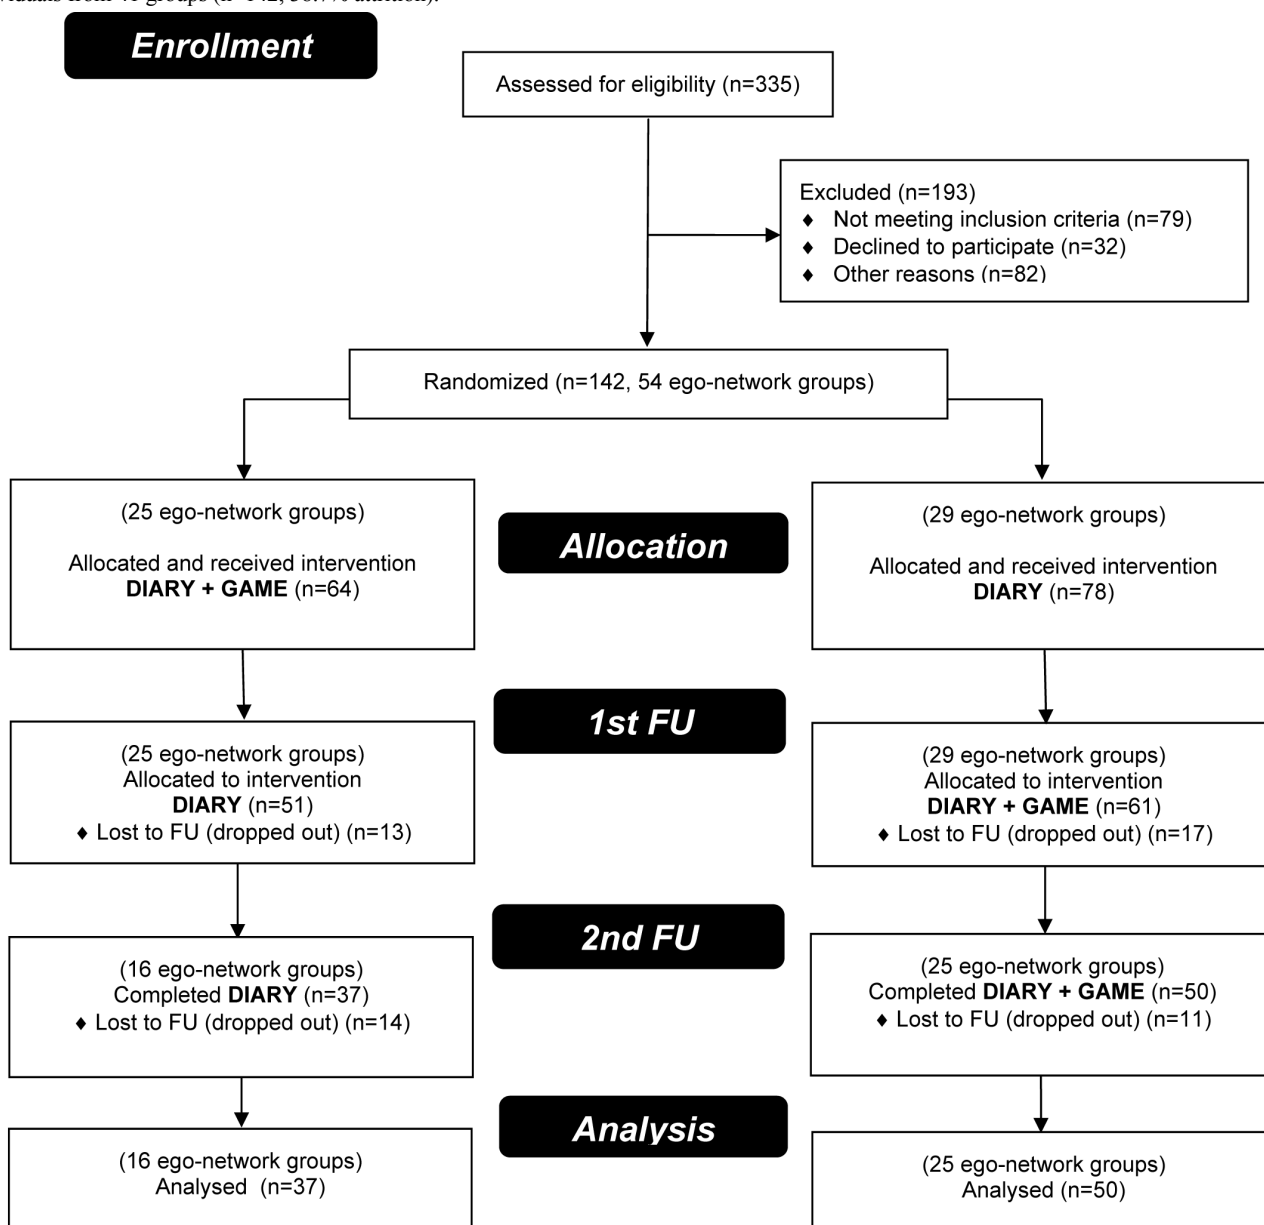 Enrollment
Assessed for eligibility (n=335)
Excluded (n=193)
♦ Not meeting inclusion criteria (n=79)
♦ Declined to participate (n=32)
♦ Other reasons (n=82)
Randomized (n=142, 54 ego-network groups)
(25 ego-network groups)
Allocated and received intervention
DIARY + GAME (n=64)
Allocation
(29 ego-network groups)
Allocated and received intervention
DIARY (n=78)
1st FU
(25 ego-network groups)
Allocated to intervention
DIARY (n=51)
♦ Lost to FU (dropped out) (n=13)
(29 ego-network groups)
Allocated to intervention
DIARY + GAME (n=61)
♦ Lost to FU (dropped out) (n=17)
2nd FU
(16 ego-network groups)
Completed DIARY (n=37)
♦ Lost to FU (dropped out) (n=14)
(25 ego-network groups)
Completed DIARY + GAME (n=50)
♦ Lost to FU (dropped out) (n=11)
Analysis
(16 ego-network groups)
Analysed (n=37)
(25 ego-network groups)
Analysed (n=50)